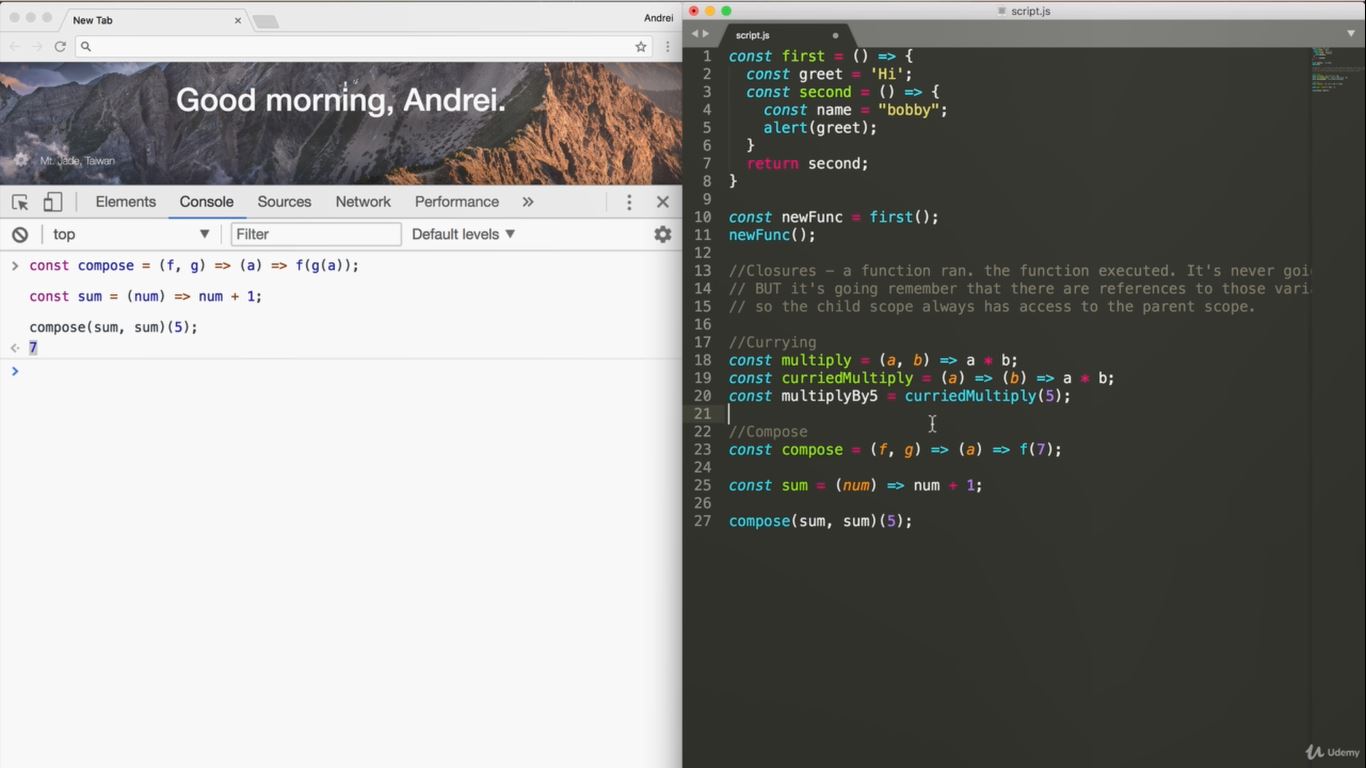 New Tab
Andrei
Good morning, Andrei.
Mt. Jade, Taiwan
Elements Console Sources Network Performance »
top Filter Default levels
const compose = (f, g) => (a) => f(g(a));
const sum = (num) => num + 1;
compose(sum, sum)(5);
7
script.js
script.js
1 const first = () => {
2 const greet = 'Hi';
3 const second = () => {
4 const name = "bobby";
5 alert(greet);
6 }
7 return second;
8 }
9
10 const newFunc = first();
11 newFunc();
12
13 //Closures – a function ran. the function executed. It's never goi
14 // BUT it's going remember that there are references to those vari
15 // so the child scope always has access to the parent scope.
16
17 //Currying
18 const multiply = (a, b) => a * b;
19 const curriedMultiply = (a) => (b) => a * b;
20 const multiplyBy5 = curriedMultiply(5);
21
22 //Compose
23 const compose = (f, g) => (a) => f(7);
24
25 const sum = (num) => num + 1;
26
27 compose(sum, sum)(5);
Udemy